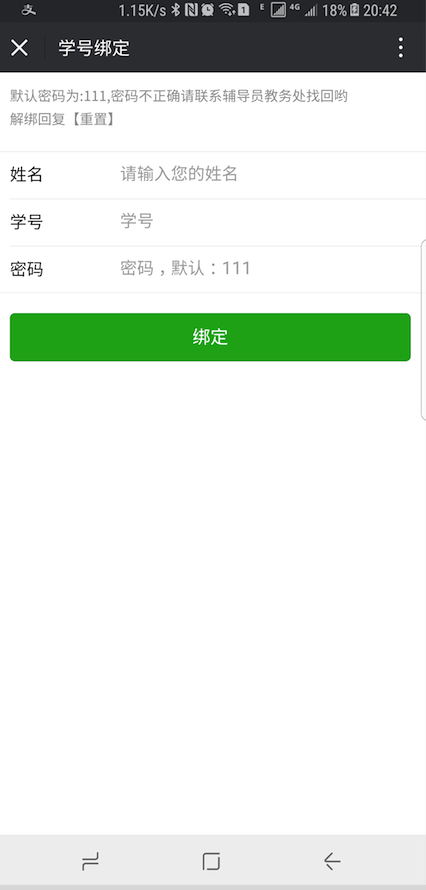 支 1.15K/s 1 E 4G 18% 20:42
学号绑定
默认密码为:111,密码不正确请联系辅导员教务处找回哟
解绑回复【重置】
姓名 请输入您的姓名
学号 学号
密码 密码，默认：111
绑定